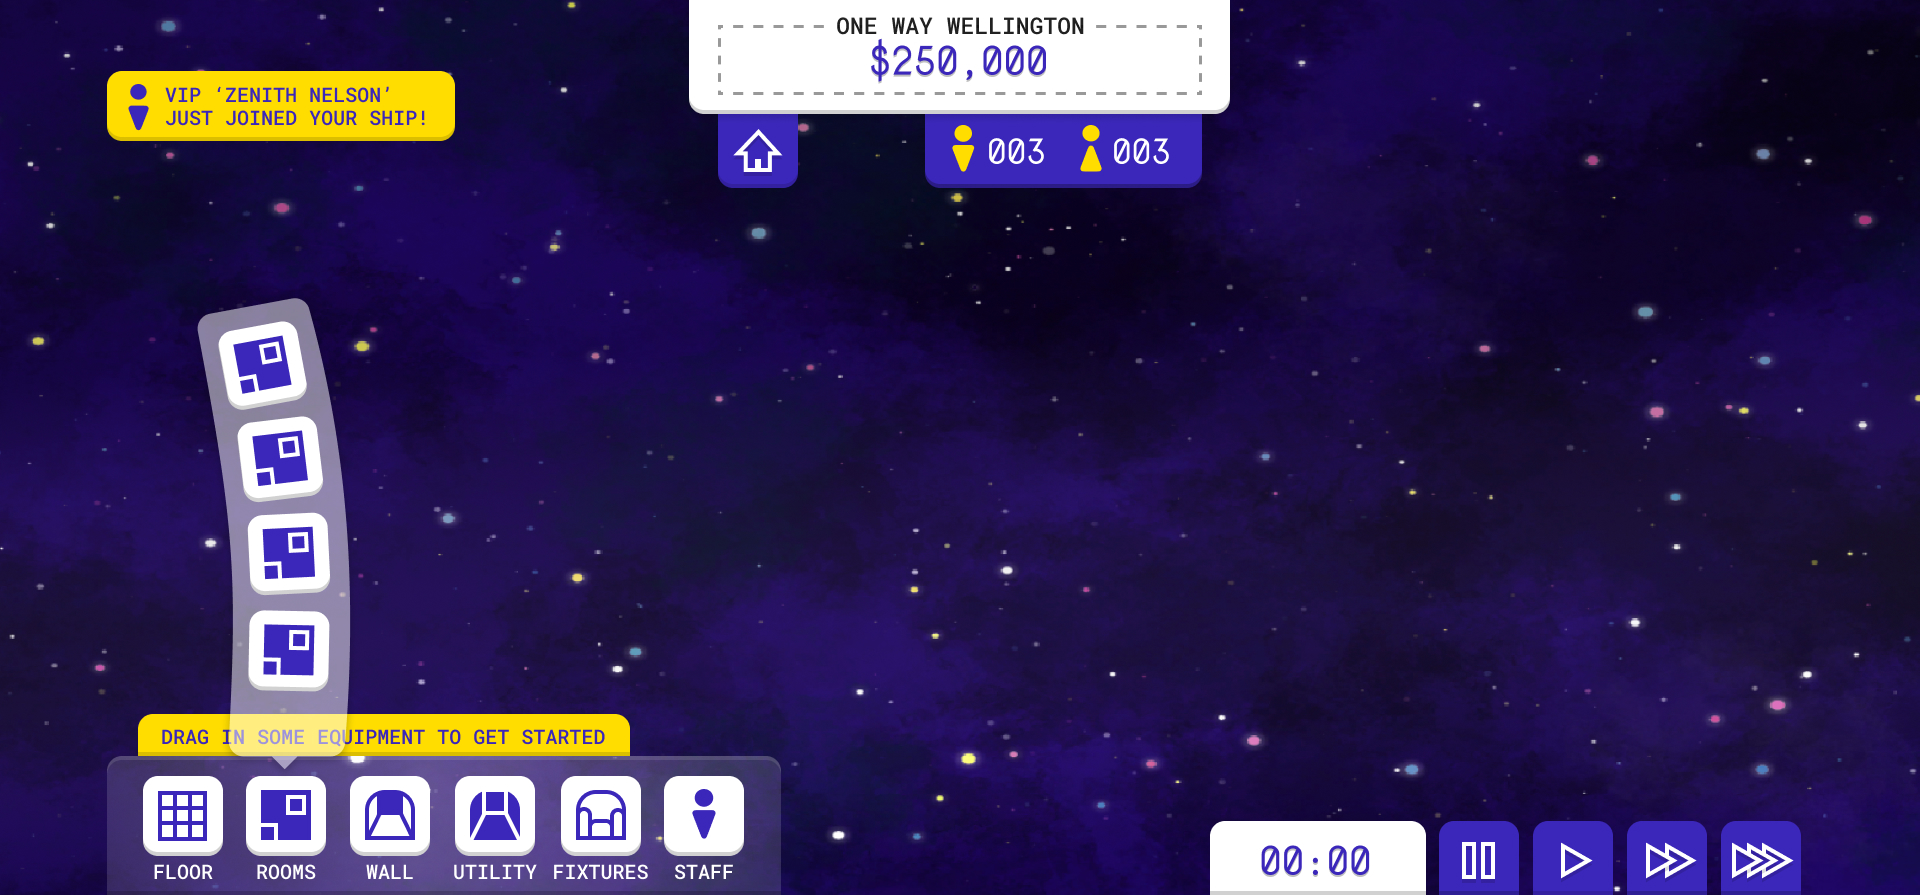 ONE WAY WELLINGTON
$250,000
VIP ‘ZENITH NELSON’
JUST JOINED YOUR SHIP!
003 003
DRAG IN SOME EQUIPMENT TO GET STARTED
FLOOR ROOMS WALL UTILITY FIXTURES STAFF
00:00